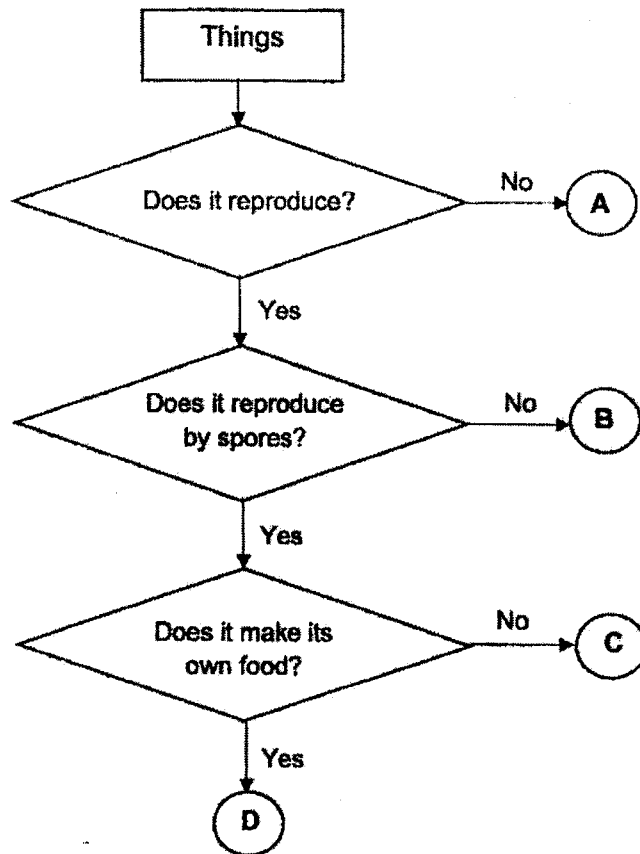 Things
Does it reproduce?
No
A
Yes
Does it reproduce
by spores?
No
B
Yes
Does it make its
own food?
No
C
Yes
D